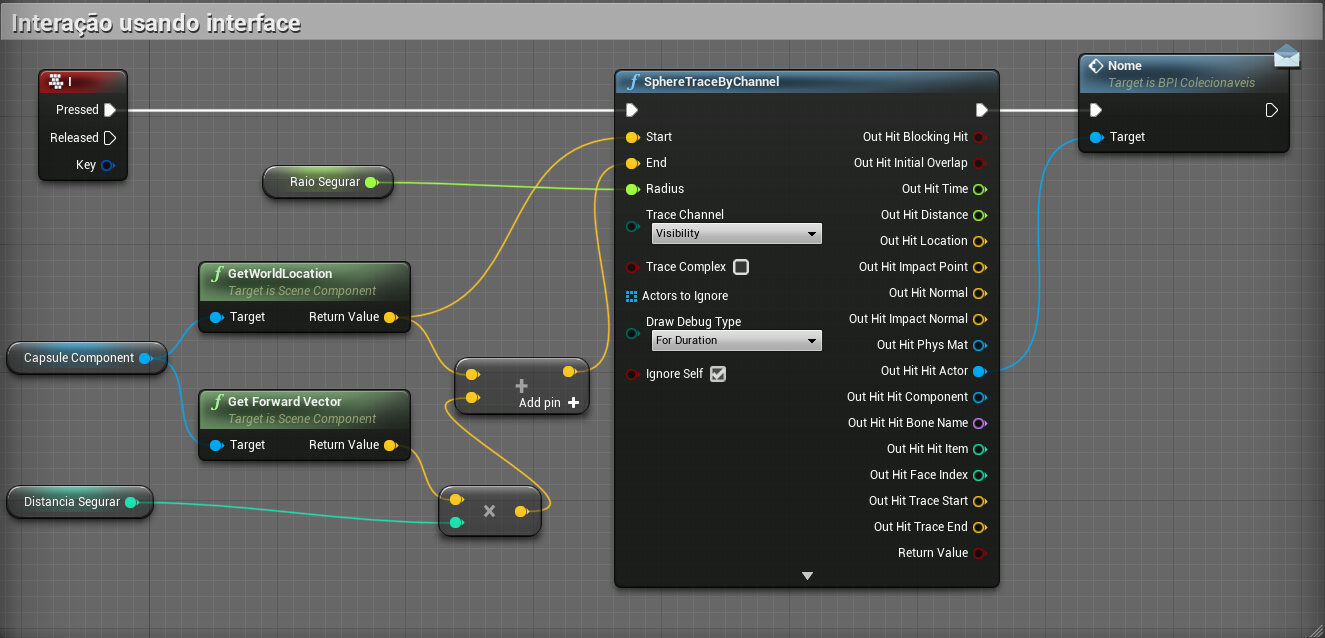 Interação usando interface
I
Pressed
Released
Key
Raio Segurar
GetWorldLocation
Target is Scene Component
Target
Return Value
Capsule Component
Get Forward Vector
Target is Scene Component
Target
Return Value
Distancia Segurar
+
Add pin +
×
SphereTraceByChannel
Start
End
Radius
Trace Channel
Visibility
Trace Complex
Actors to Ignore
Draw Debug Type
For Duration
Ignore Self
Out Hit Blocking Hit
Out Hit Initial Overlap
Out Hit Time
Out Hit Distance
Out Hit Location
Out Hit Impact Point
Out Hit Normal
Out Hit Impact Normal
Out Hit Phys Mat
Out Hit Hit Actor
Out Hit Hit Component
Out Hit Hit Bone Name
Out Hit Hit Item
Out Hit Face Index
Out Hit Trace Start
Out Hit Trace End
Return Value
Nome
Target is BPI Colecionaveis
Target